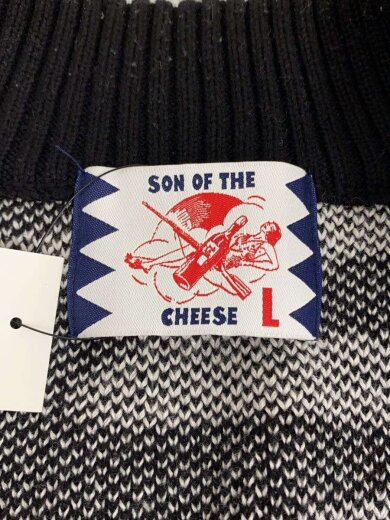 SON OF THE
CHEESE L